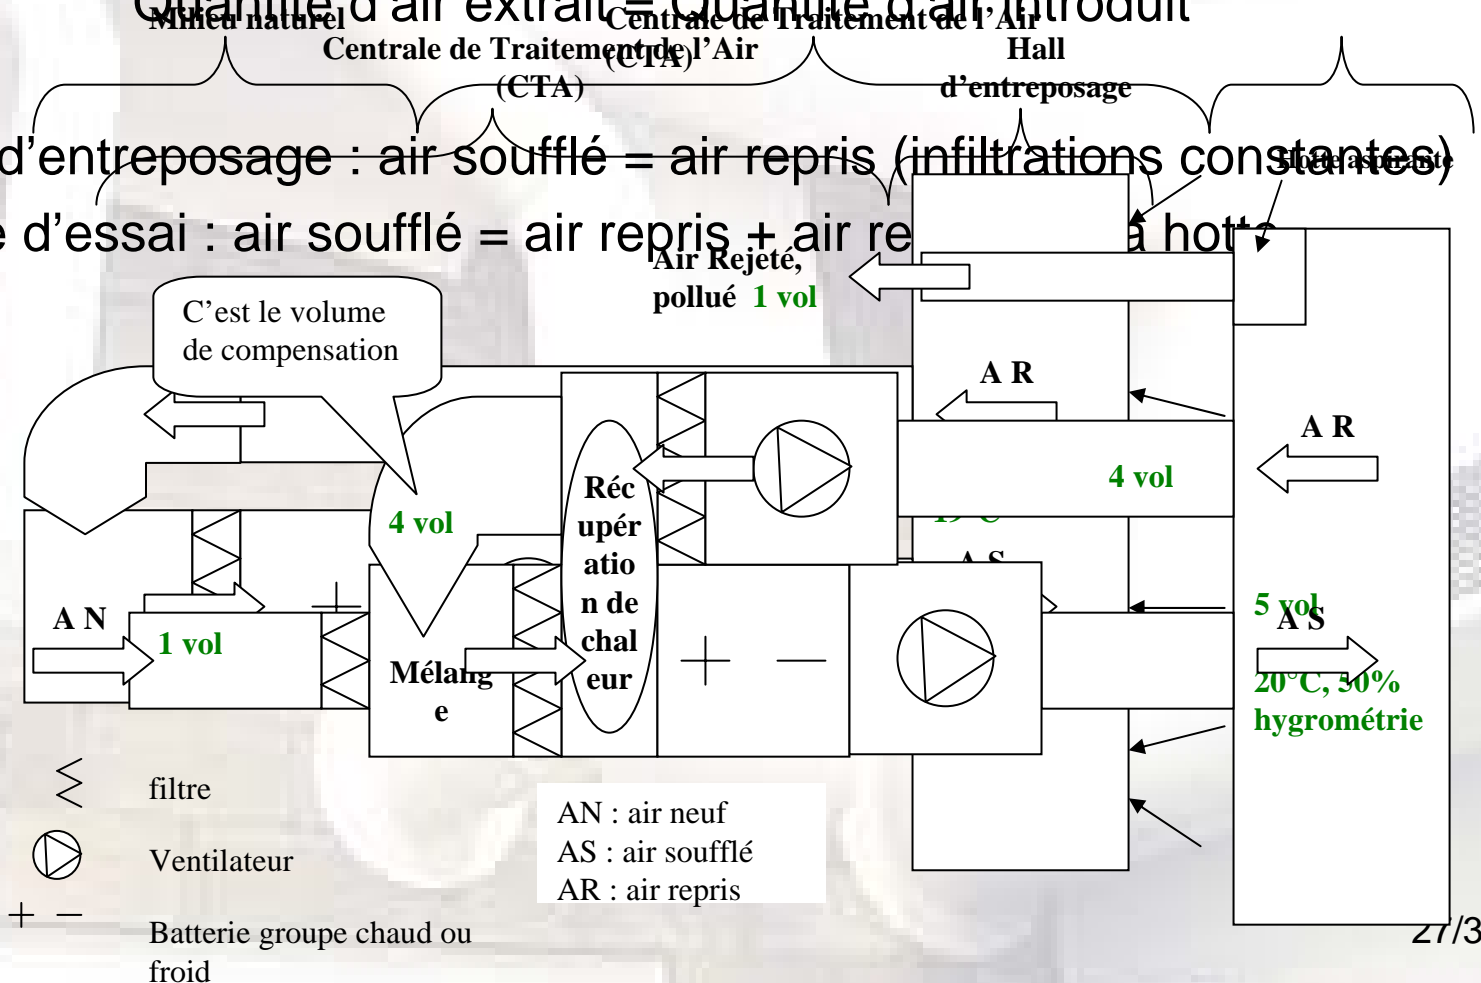 Quantité d'air extrait = Quantité d'air introduit
Milieu naturel
Centrale de Traitement de l'Air
(CTA)
Centrale de Traitement de l'Air
(CTA)
Hall
d'entreposage
d'entreposage : air soufflé = air repris (infiltrations constantes)
Hotte aspirante
d'essai : air soufflé = air repris + air re a hotte
Air Rejeté,
pollué 1 vol
C'est le volume
de compensation
A R
A R
4 vol
Réc
upér
atio
n de
chal
eur
4 vol
A S
A N
1 vol
5 vol
A S
Mélang
e
+ −
20°C, 50%
hygrométrie
filtre
Ventilateur
+ −
Batterie groupe chaud ou
froid
AN : air neuf
AS : air soufflé
AR : air repris
27/3